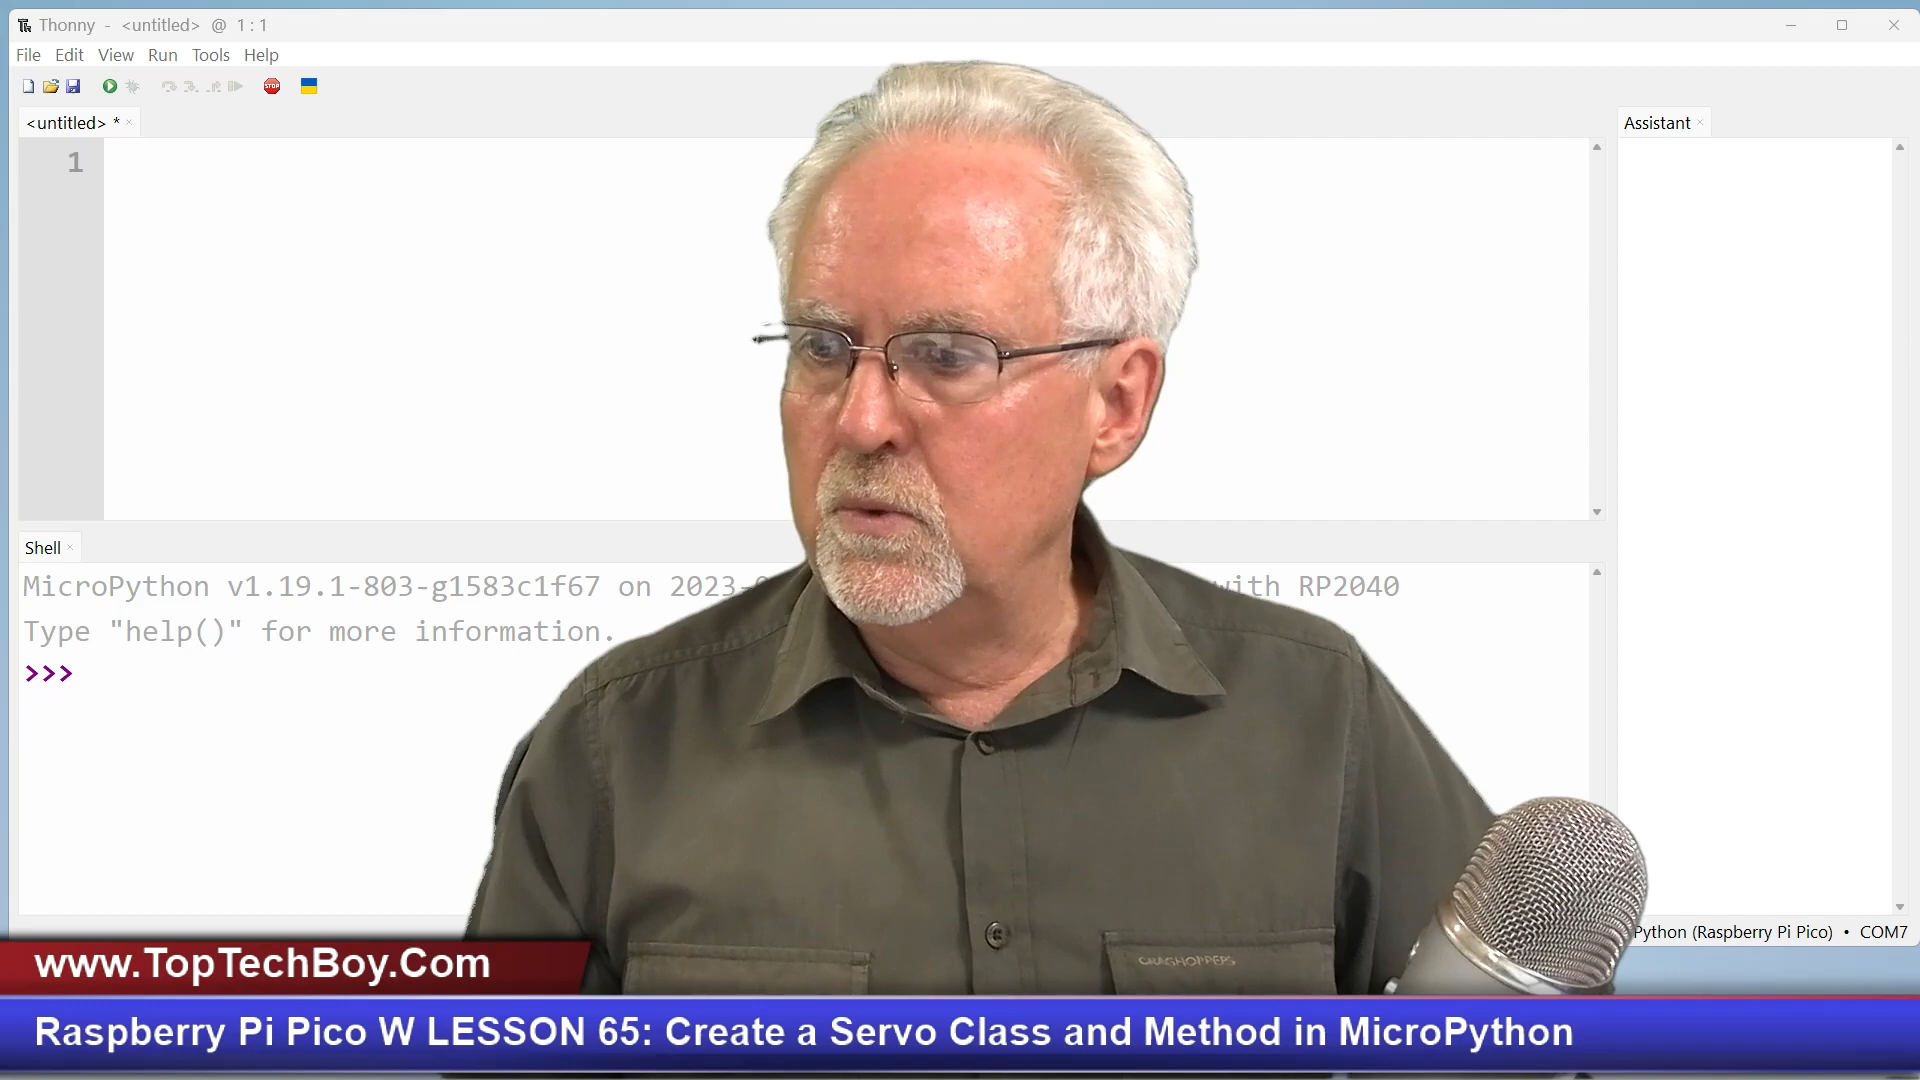 Thonny - <untitled> @ 1 : 1
File Edit View Run Tools Help
STOP
<untitled> *
Assistant
1
Shell
MicroPython v1.19.1-803-g1583c1f67 on 2023- with RP2040
Type "help()" for more information.
>>>
Python (Raspberry Pi Pico) • COM7
GRASHOPPERS
www.TopTechBoy.Com
Raspberry Pi Pico W LESSON 65: Create a Servo Class and Method in MicroPython